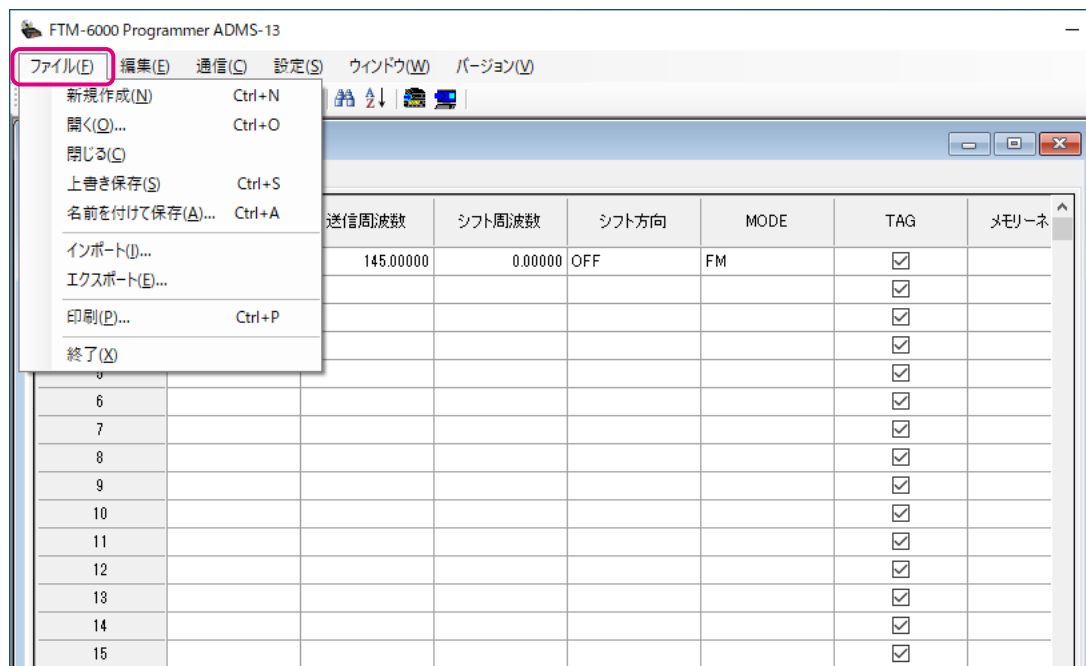 FTM-6000 Programmer ADMS-13
ファイル(F) 編集(E) 通信(C) 設定(S) ウィンドウ(W) バージョン(V)
新規作成(N) Ctrl+N
開く(O)... Ctrl+O
閉じる(C)
上書き保存(S) Ctrl+S
名前を付けて保存(A)... Ctrl+A
インポート(I)...
エクスポート(E)...
印刷(P)... Ctrl+P
終了(X)
送信周波数 シフト周波数 シフト方向 MODE TAG メモリーネ
145.00000 0.00000 OFF FM
5
6
7
8
9
10
11
12
13
14
15